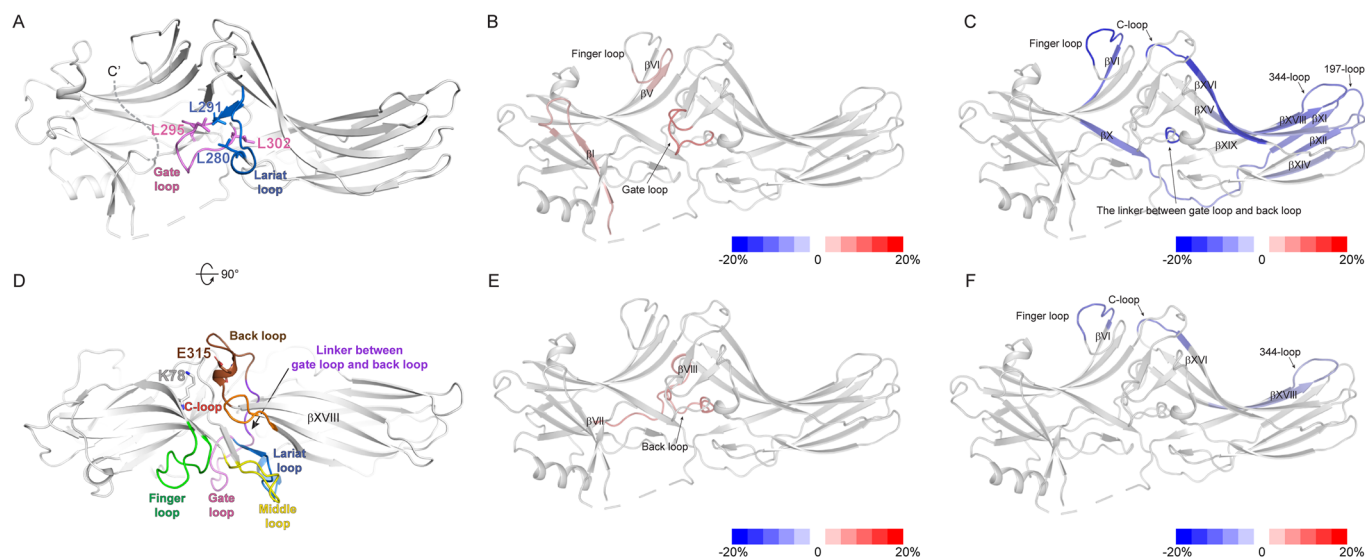 A
C'
L291
L295
L302
L280
Gate
loop
Lariat
loop
B
Finger loop
βVI
βV
βI
Gate loop
-20%
0
20%
C
C-loop
Finger loop
βVI
197-loop
344-loop
βXVI
βXV
βXVIII
βXI
βX
βXII
βXIX
βXIV
The linker between gate loop and back loop
-20%
0
20%
90°
D
Back loop
E315
Linker between
gate loop and back loop
K78
C-loop
βXVIII
Lariat
loop
Finger
loop
Gate
loop
Middle
loop
E
βVIII
βVII
Back loop
-20%
0
20%
F
C-loop
Finger loop
βVI
344-loop
βXVI
βXVIII
-20%
0
20%